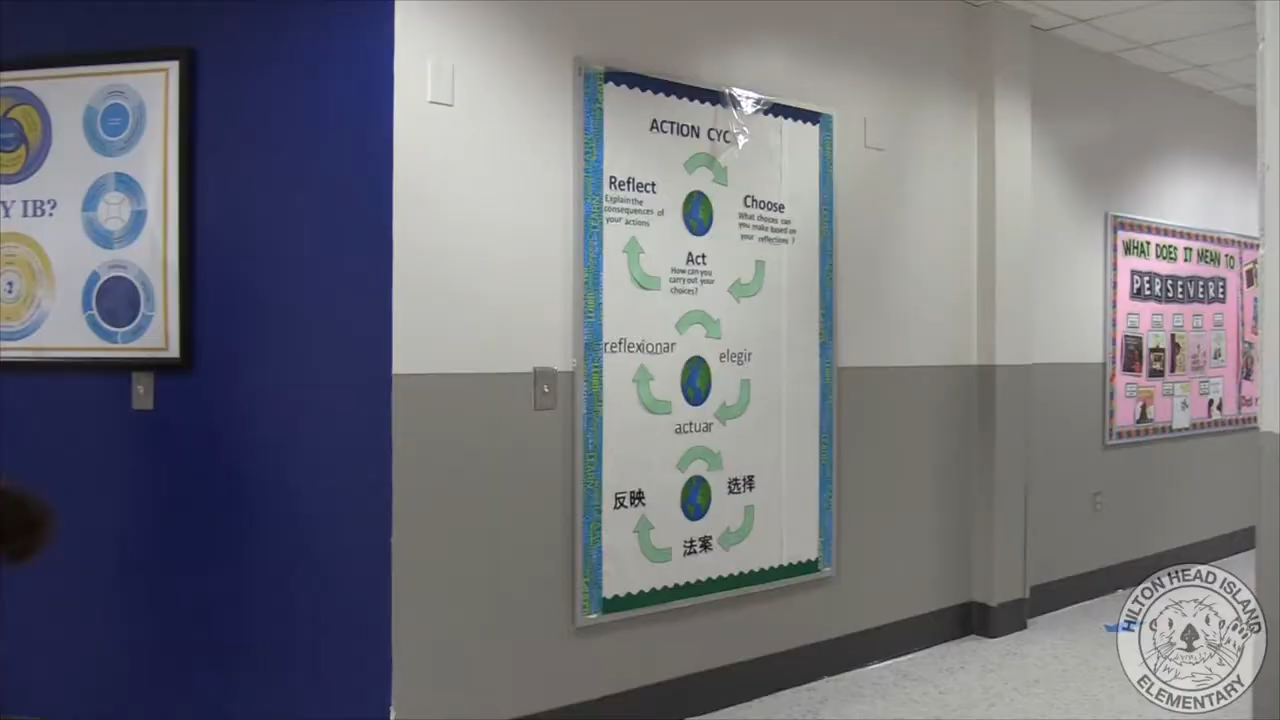 Y IB?
ACTION CYC
Reflect
Explain the
consequences of
your actions
Choose
What choices can
you make based on
your reflections ?
Act
How can you
carry out your
choices?
reflexionar
elegir
actuar
反映
选择
法案
WHAT DOES IT MEAN TO
PERSEVERE
HILTON HEAD ISLAND
ELEMENTARY